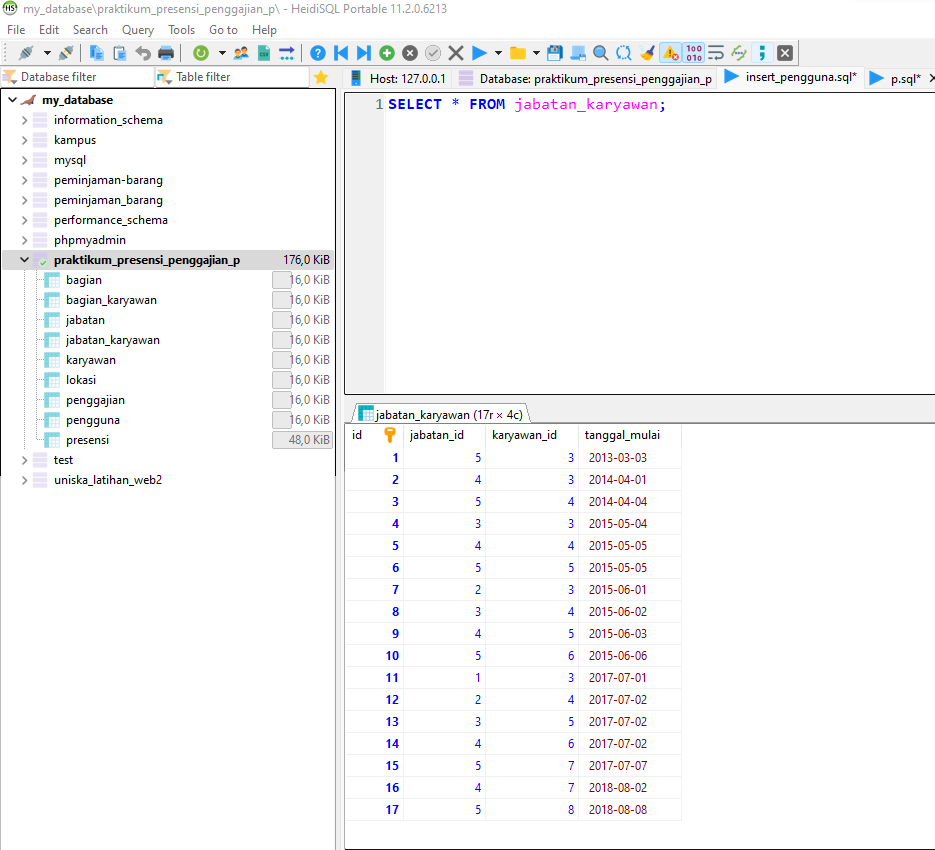 my_database\praktikum_presensi_penggajian_p\ - HeidiSQL Portable 11.2.0.6213
File Edit Search Query Tools Go to Help
Database filter Table filter
Host: 127.0.0.1 Database: praktikum_presensi_penggajian_p insert_pengguna.sql* p.sql*
my_database
information_schema
kampus
mysql
peminjaman-barang
peminjaman_barang
performance_schema
phpmyadmin
praktikum_presensi_penggajian_p 176,0 KiB
bagian 16,0 KiB
bagian_karyawan 16,0 KiB
jabatan 16,0 KiB
jabatan_karyawan 16,0 KiB
karyawan 16,0 KiB
lokasi 16,0 KiB
penggajian 16,0 KiB
pengguna 16,0 KiB
presensi 48,0 KiB
test
uniska_latihan_web2
1 SELECT * FROM jabatan_karyawan;
jabatan_karyawan (17r × 4c)
id jabatan_id karyawan_id tanggal_mulai
1 5 3 2013-03-03
2 4 3 2014-04-01
3 5 4 2014-04-04
4 3 3 2015-05-04
5 4 4 2015-05-05
6 5 5 2015-05-05
7 2 3 2015-06-01
8 3 4 2015-06-02
9 4 5 2015-06-03
10 5 6 2015-06-06
11 1 3 2017-07-01
12 2 4 2017-07-02
13 3 5 2017-07-02
14 4 6 2017-07-02
15 5 7 2017-07-07
16 4 7 2018-08-02
17 5 8 2018-08-08